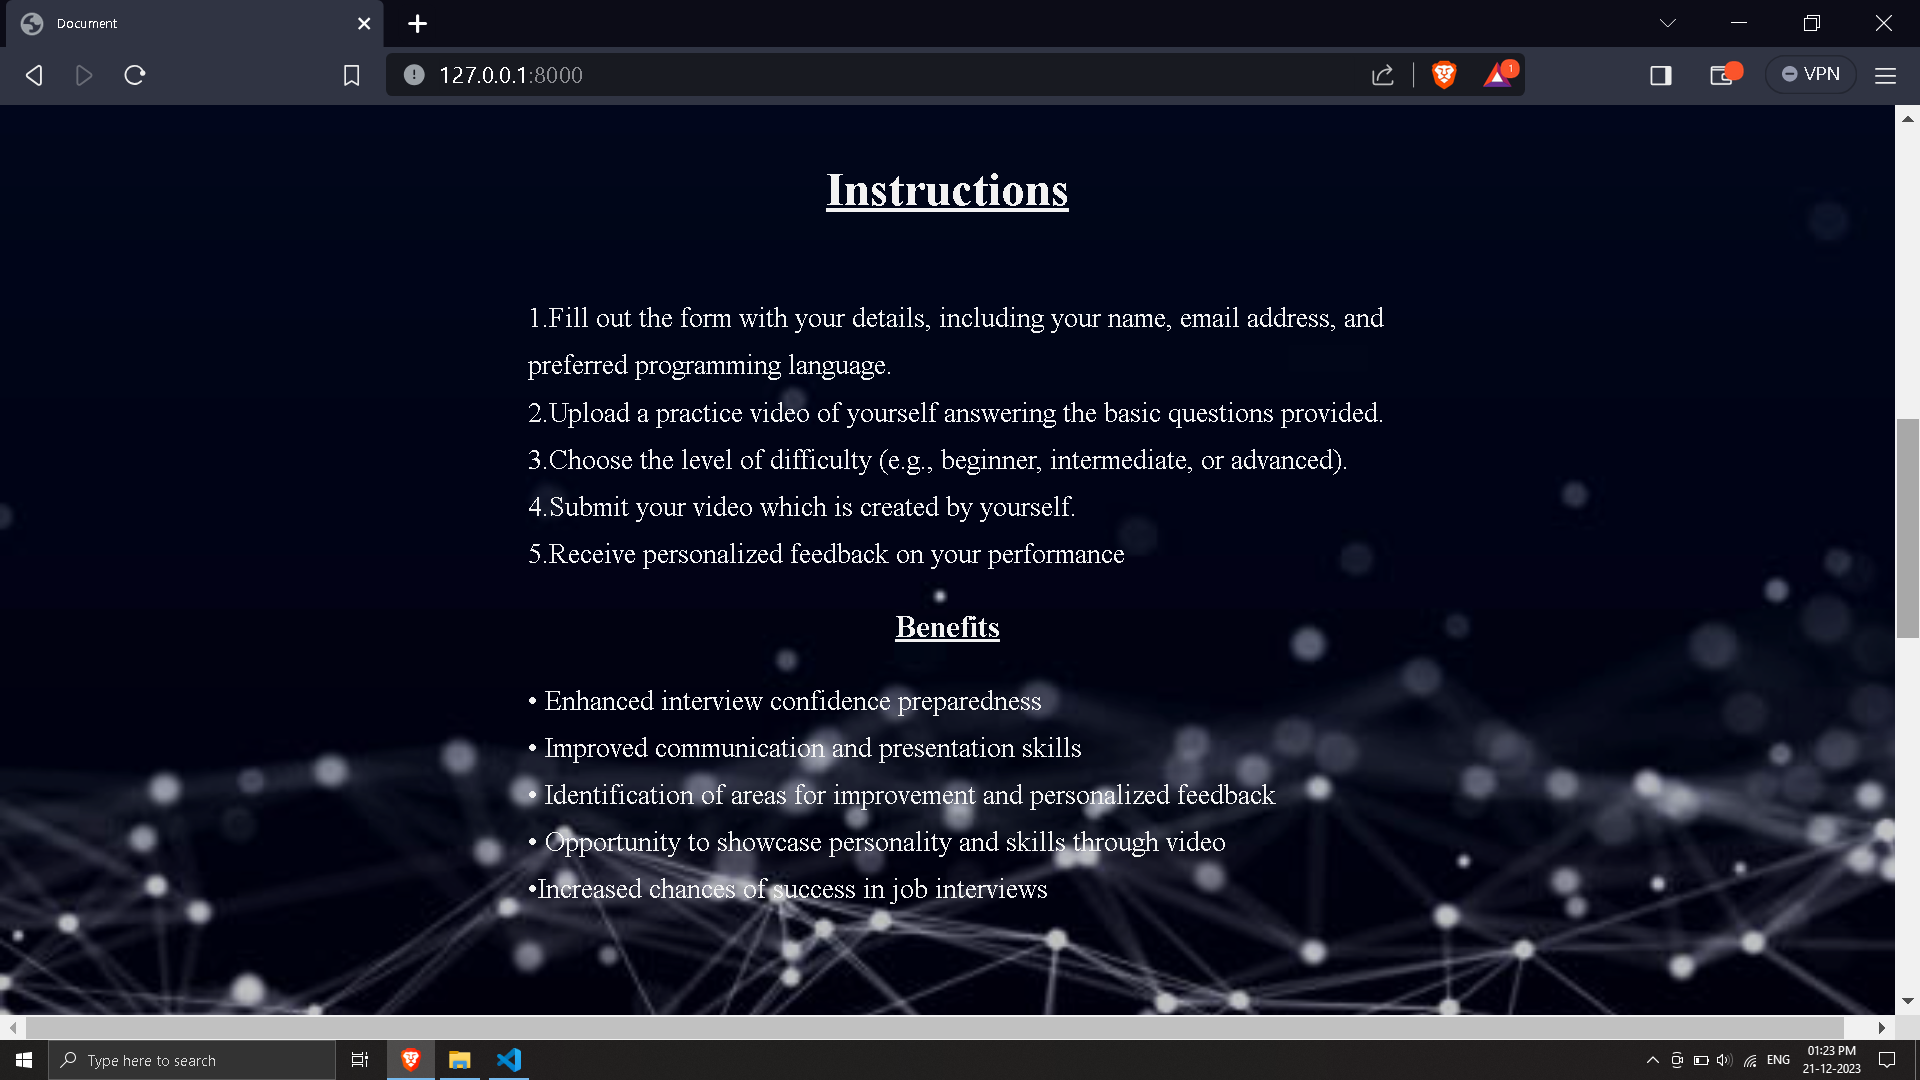 Document
127.0.0.1:8000
1
VPN
Instructions
1.Fill out the form with your details, including your name, email address, and
preferred programming language.
2.Upload a practice video of yourself answering the basic questions provided.
3.Choose the level of difficulty (e.g., beginner, intermediate, or advanced).
4.Submit your video which is created by yourself.
5.Receive personalized feedback on your performance
Benefits
• Enhanced interview confidence preparedness
• Improved communication and presentation skills
• Identification of areas for improvement and personalized feedback
• Opportunity to showcase personality and skills through video
•Increased chances of success in job interviews
Type here to search
ENG
01:23 PM
21-12-2023